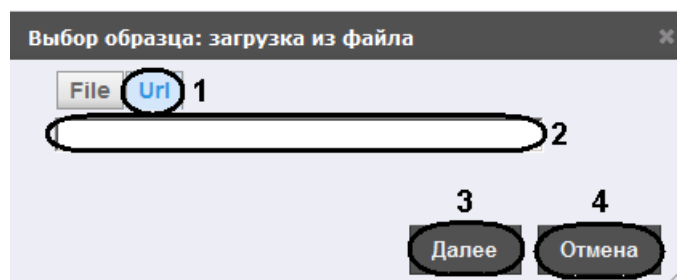 Выбор образца: загрузка из файла
File Url 1
2
3 4
Далее Отмена